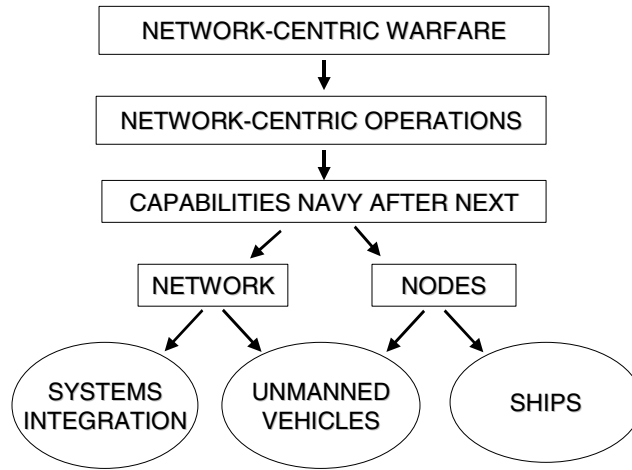 NETWORK-CENTRIC WARFARE
NETWORK-CENTRIC OPERATIONS
CAPABILITIES NAVY AFTER NEXT
NETWORK
NODES
SYSTEMS
INTEGRATION
UNMANNED
VEHICLES
SHIPS